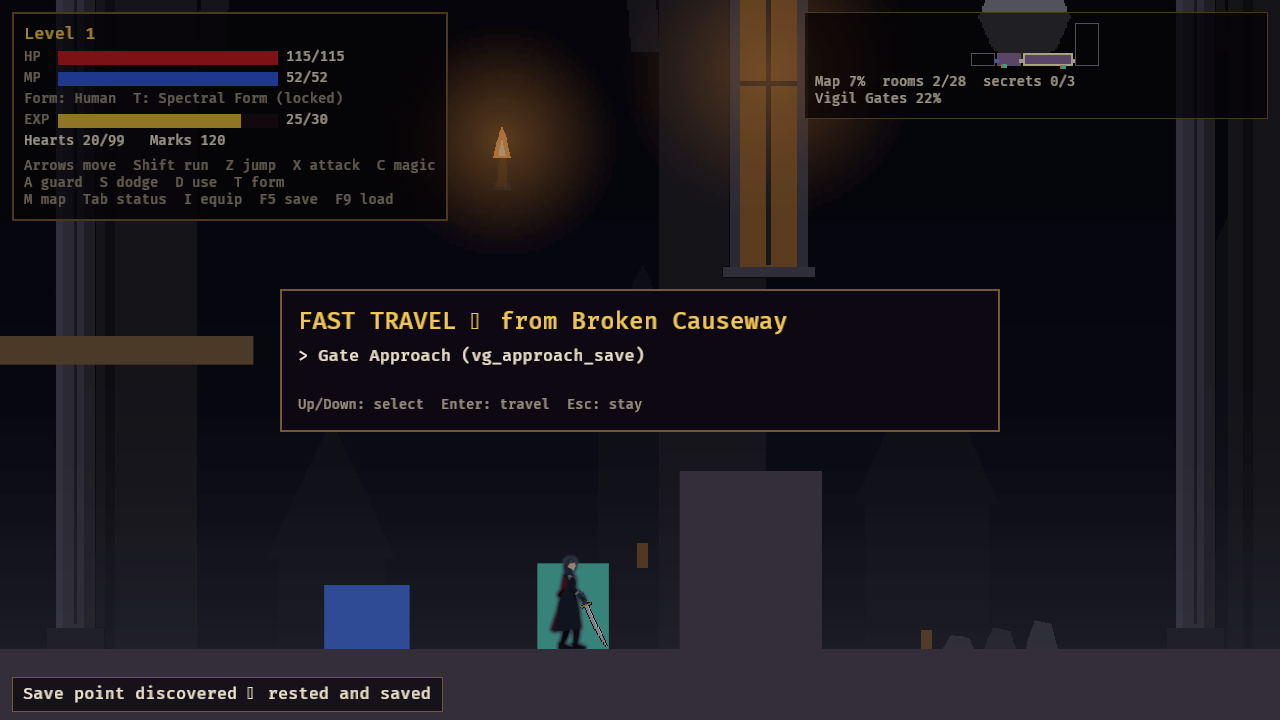 Level 1
HP 115/115
MP 52/52
Form: Human T: Spectral Form (locked)
EXP 25/30
Hearts 20/99 Marks 120
Arrows move Shift run Z jump X attack C magic
A guard S dodge D use T form
M map Tab status I equip F5 save F9 load
Map 7% rooms 2/28 secrets 0/3
Vigil Gates 22%
FAST TRAVEL ▯ from Broken Causeway
> Gate Approach (vg_approach_save)
Up/Down: select Enter: travel Esc: stay
Save point discovered ▯ rested and saved